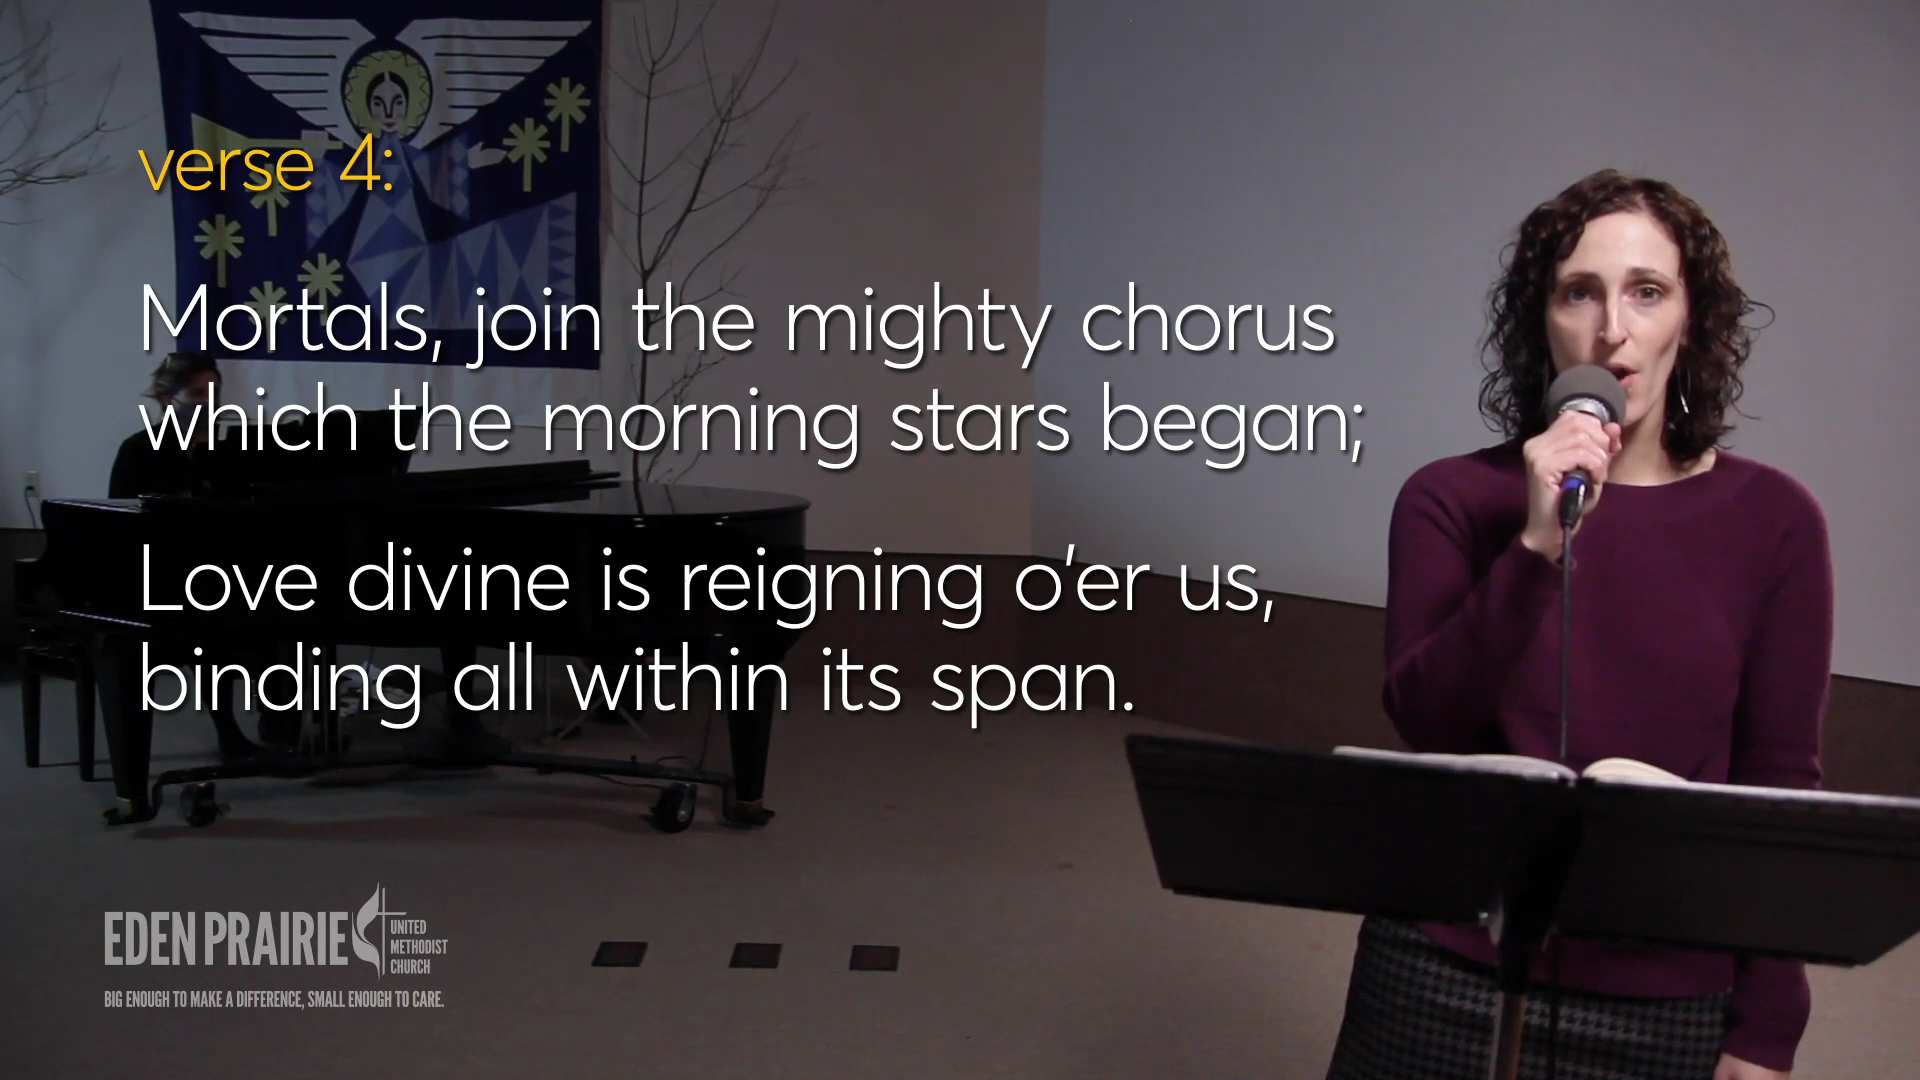 verse 4:
Mortals, join the mighty chorus
which the morning stars began;
Love divine is reigning o'er us,
binding all within its span.
EDEN PRAIRIE
UNITED
METHODIST
CHURCH
BIG ENOUGH TO MAKE A DIFFERENCE, SMALL ENOUGH TO CARE.